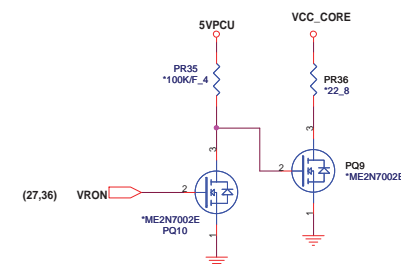 5VPCU
VCC_CORE
PR35
*100K/F_4
PR36
*22_8
3
3
2
PQ9
*ME2N7002E
(27,36)
VRON
2
*ME2N7002E
PQ10
1
1